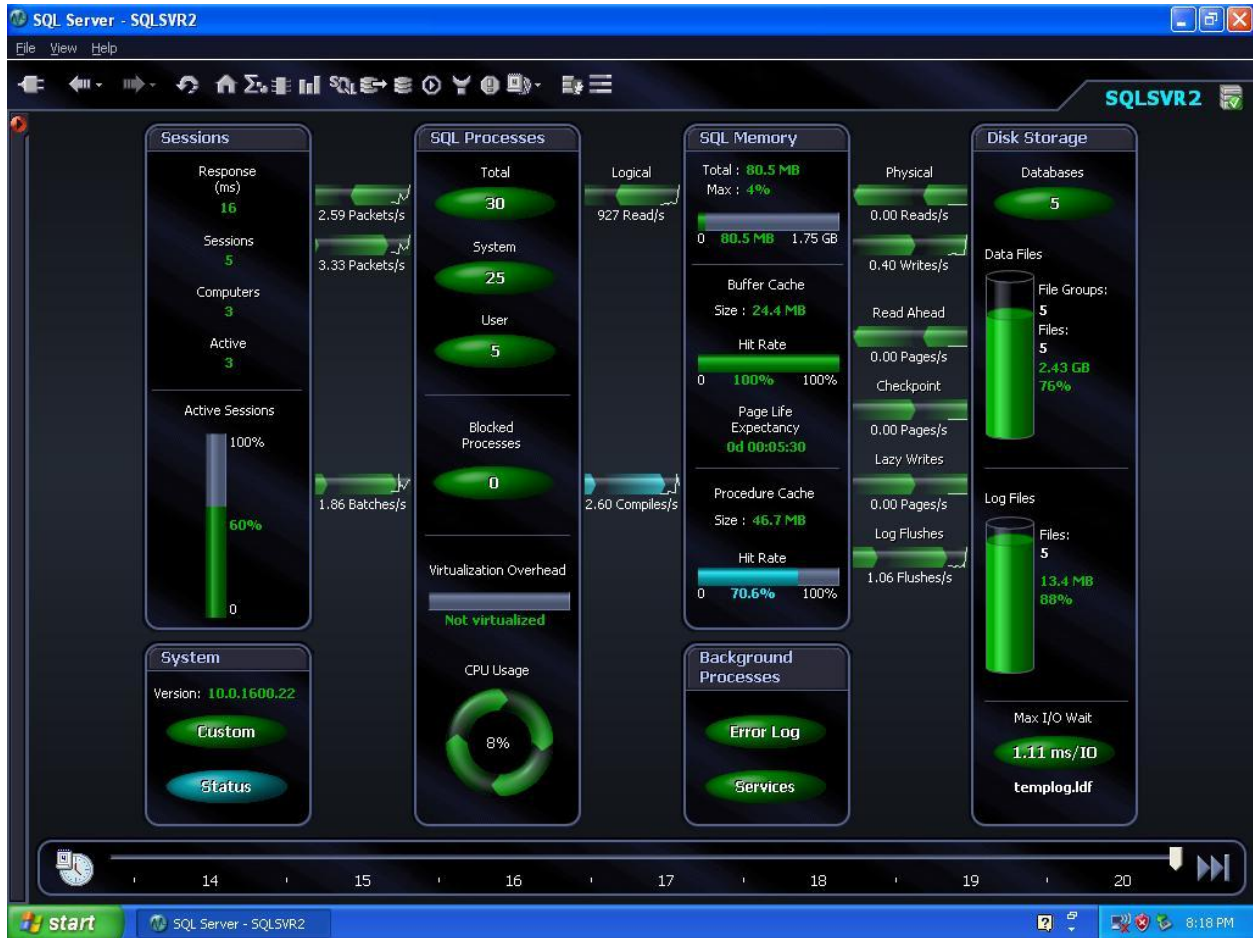 SQL Server - SQLSVR2
File View Help
SQL
SQLSVR2
Sessions
Response
(ms)
16
Sessions
5
Computers
3
Active
3
Active Sessions
100%
60%
0
2.59 Packets/s
3.33 Packets/s
1.86 Batches/s
System
Version: 10.0.1600.22
Custom
Status
SQL Processes
Total
30
System
25
User
5
Blocked
Processes
0
Virtualization Overhead
Not virtualized
CPU Usage
8%
Logical
927 Read/s
2.60 Compiles/s
SQL Memory
Total : 80.5 MB
Max : 4%
0 80.5 MB 1.75 GB
Buffer Cache
Size : 24.4 MB
Hit Rate
0 100% 100%
Page Life
Expectancy
0d 00:05:30
Procedure Cache
Size : 46.7 MB
Hit Rate
0 70.6% 100%
Background
Processes
Error Log
Services
Physical
0.00 Reads/s
0.40 Writes/s
Read Ahead
0.00 Pages/s
Checkpoint
0.00 Pages/s
Lazy Writes
0.00 Pages/s
Log Flushes
1.06 Flushes/s
Disk Storage
Databases
5
Data Files
File Groups:
5
Files:
5
2.43 GB
76%
Log Files
Files:
5
13.4 MB
88%
Max I/O Wait
1.11 ms/IO
templog.ldf
14 15 16 17 18 19 20
start SQL Server - SQLSVR2 8:18 PM